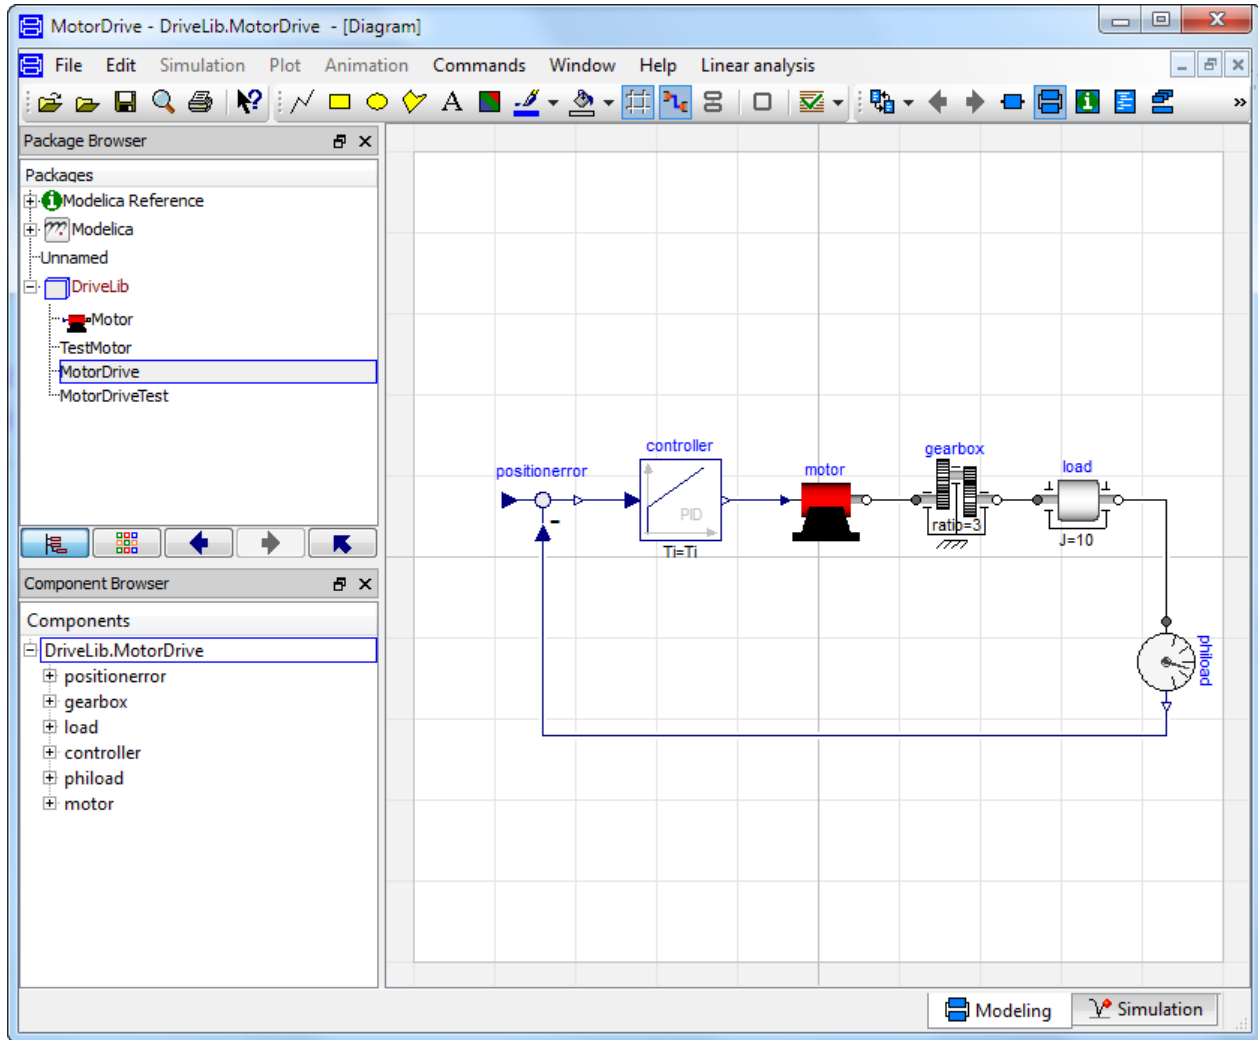 MotorDrive - DriveLib.MotorDrive - [Diagram]
File Edit Simulation Plot Animation Commands Window Help Linear analysis
A
Package Browser
Packages
Modelica Reference
Modelica
Unnamed
DriveLib
Motor
TestMotor
MotorDrive
MotorDriveTest
Component Browser
Components
DriveLib.MotorDrive
positionerror
gearbox
load
controller
phiload
motor
positionerror
controller
PID
Ti=Ti
motor
gearbox
ratio=3
load
J=10
phiload
Modeling
Simulation